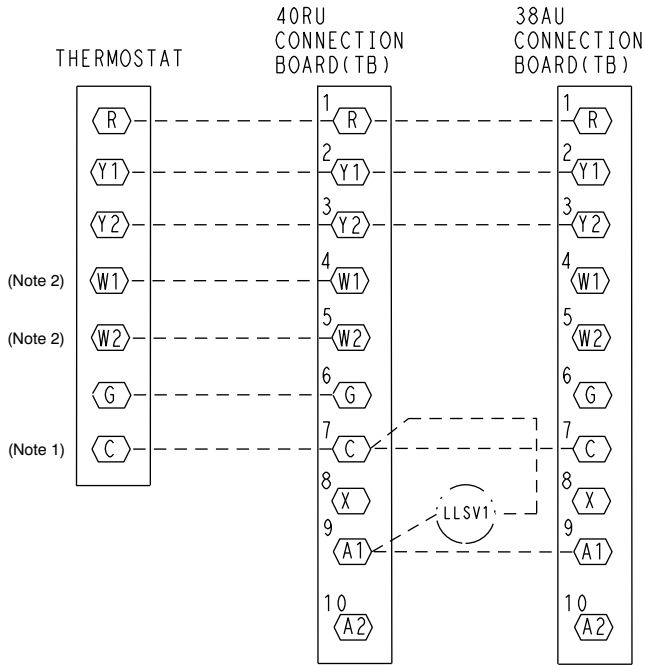 THERMOSTAT
40RU
CONNECTION
BOARD(TB)
38AU
CONNECTION
BOARD(TB)
R
1
R
1
R
Y1
2
Y1
2
Y1
Y2
3
Y2
3
Y2
(Note 2)
W1
4
W1
4
W1
(Note 2)
W2
5
W2
5
W2
G
6
G
6
G
(Note 1)
C
7
C
7
C
8
X
LLSV1
8
X
9
A1
9
A1
10
A2
10
A2